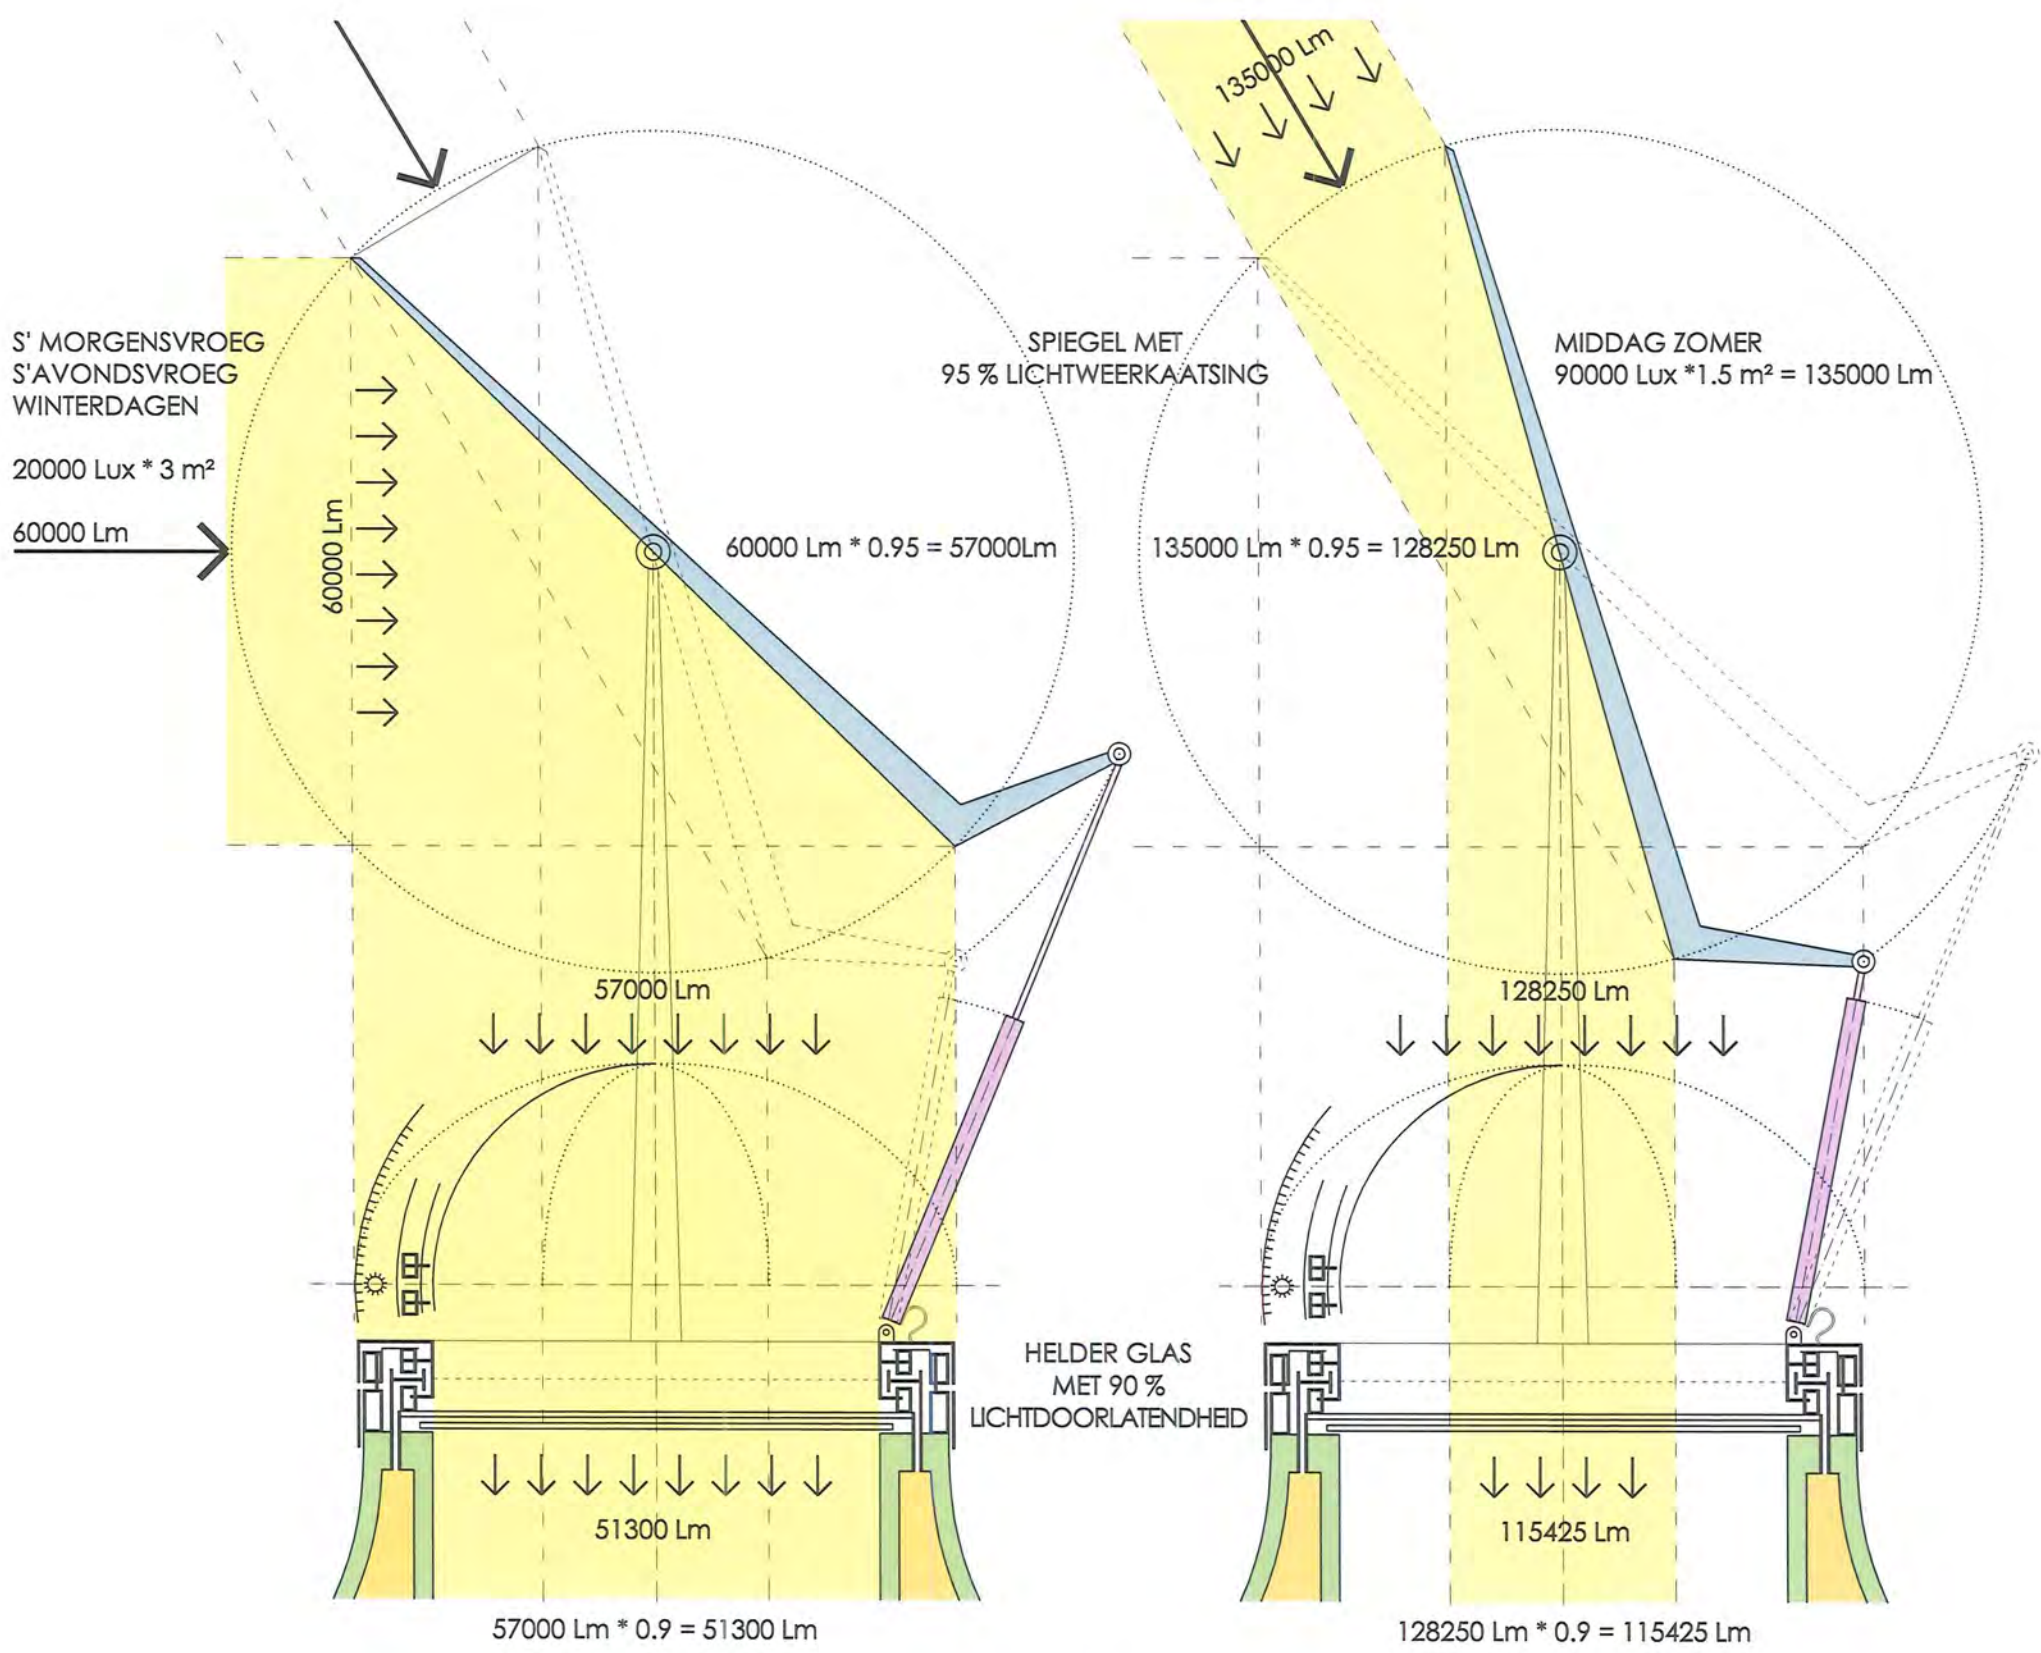 135000 Lm
S' MORGENSVROEG
S'AVONDSVROEG
WINTERDAGEN
20000 Lux * 3 m²
60000 Lm
60000 Lm
SPIEGEL MET
95 % LICHTWEERKAATSING
MIDDAG ZOMER
90000 Lux *1.5 m² = 135000 Lm
60000 Lm * 0.95 = 57000Lm
135000 Lm * 0.95 = 128250 Lm
57000 Lm
128250 Lm
HELDER GLAS
MET 90 %
LICHTDOORLATENDHEID
51300 Lm
115425 Lm
57000 Lm * 0.9 = 51300 Lm
128250 Lm * 0.9 = 115425 Lm